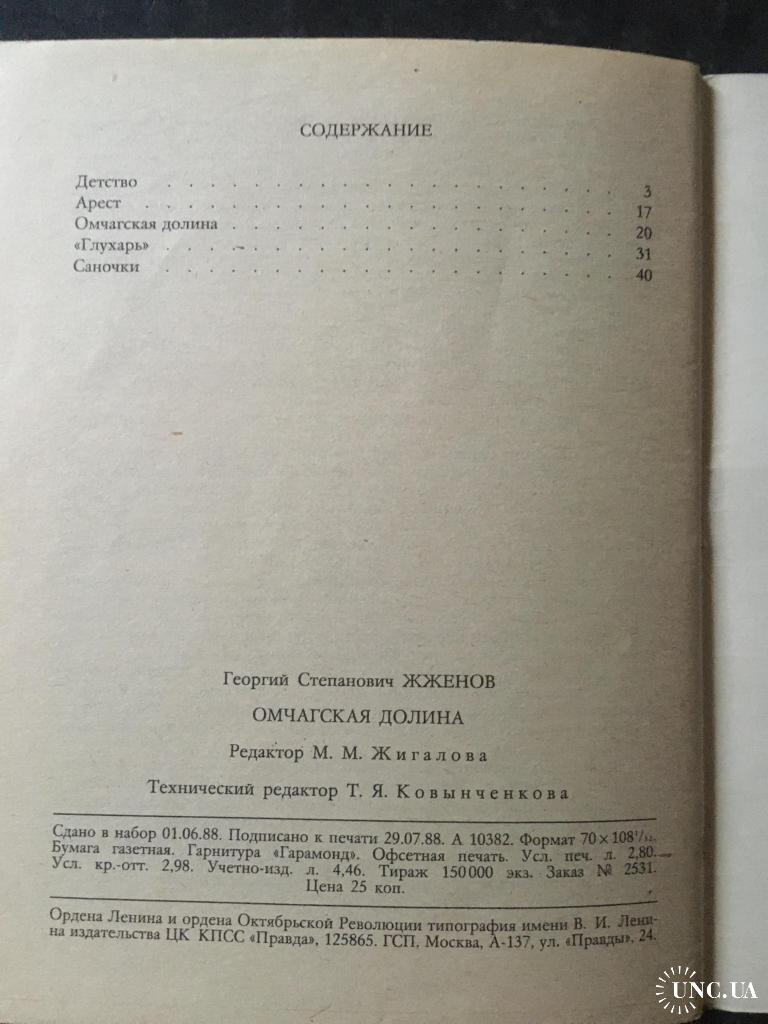 СОДЕРЖАНИЕ
Детство . . . . . . . . . . . . . . . . 3
Арест . . . . . . . . . . . . . . . . . 17
Омчагская долина . . . . . . . . . . . . . . 20
«Глухарь» . . . . . . . . . . . . . . . . 31
Саночки . . . . . . . . . . . . . . . . 40
Георгий Степанович ЖЖЕНОВ
ОМЧАГСКАЯ ДОЛИНА
Редактор М. М. Жигалова
Технический редактор Т. Я. Ковынченкова
Сдано в набор 01.06.88. Подписано к печати 29.07.88. А 10382. Формат 70×108¹/₃₂.
Бумага газетная. Гарнитура «Гарамонд». Офсетная печать. Усл. печ. л. 2,80.
Усл. кр.-отт. 2,98. Учетно-изд. л. 4,46. Тираж 150 000 экз. Заказ № 2531.
Цена 25 коп.
Ордена Ленина и ордена Октябрьской Революции типография имени В. И. Лени-
на издательства ЦК КПСС «Правда», 125865. ГСП, Москва, А-137, ул. «Правды», 24.
UNC.UA